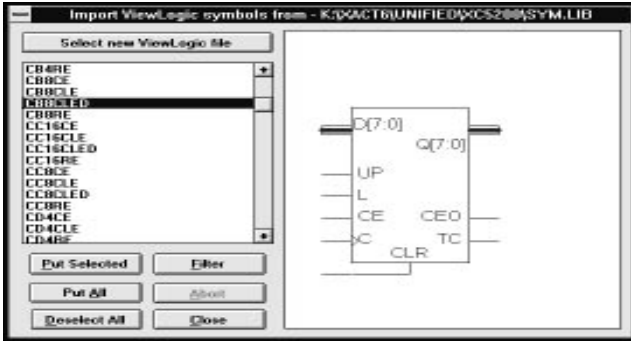 Import ViewLogic symbols from - K:\XACT6\UNIFIED\XC5200\SYM.LIB
Select new ViewLogic file
CB4RE
CB8CE
CB8CLE
CB8CLED
CB8RE
CC16CE
CC16CLE
CC16CLED
CC16RE
CC8CE
CC8CLE
CC8CLED
CC8RE
CD4CE
CD4CLE
CD4RE
Put Selected
Filter
Put All
Abort
Deselect All
Close
D[7:0]
Q[7:0]
UP
L
CE CEO
C TC
CLR